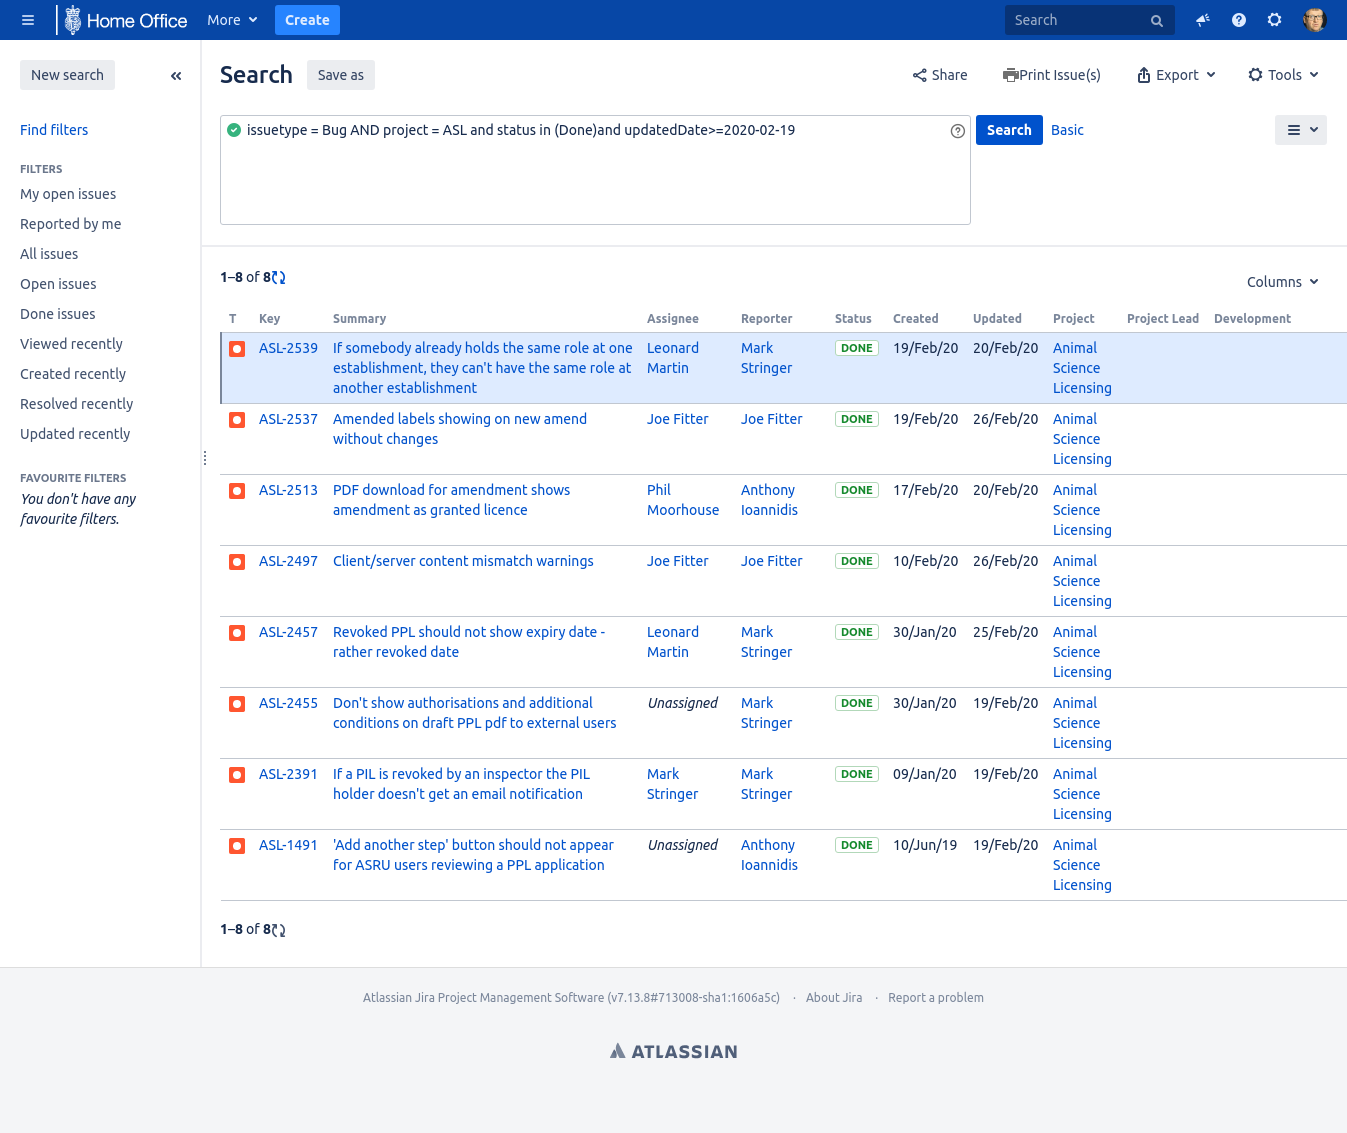 Home Office More Create Search
New search
Find filters
FILTERS
My open issues
Reported by me
All issues
Open issues
Done issues
Viewed recently
Created recently
Resolved recently
Updated recently
FAVOURITE FILTERS
You don't have any
favourite filters.
Search Save as Share Print Issue(s) Export Tools
issuetype = Bug AND project = ASL and status in (Done)and updatedDate>=2020-02-19
Search Basic
1–8 of 8
Columns
T Key Summary Assignee Reporter Status Created Updated Project Project Lead Development
ASL-2539 If somebody already holds the same role at one Leonard Mark DONE 19/Feb/20 20/Feb/20 Animal
establishment, they can't have the same role at Martin Stringer Science
another establishment Licensing
ASL-2537 Amended labels showing on new amend Joe Fitter Joe Fitter DONE 19/Feb/20 26/Feb/20 Animal
without changes Science
Licensing
ASL-2513 PDF download for amendment shows Phil Anthony DONE 17/Feb/20 20/Feb/20 Animal
amendment as granted licence Moorhouse Ioannidis Science
Licensing
ASL-2497 Client/server content mismatch warnings Joe Fitter Joe Fitter DONE 10/Feb/20 26/Feb/20 Animal
Science
Licensing
ASL-2457 Revoked PPL should not show expiry date - Leonard Mark DONE 30/Jan/20 25/Feb/20 Animal
rather revoked date Martin Stringer Science
Licensing
ASL-2455 Don't show authorisations and additional Unassigned Mark DONE 30/Jan/20 19/Feb/20 Animal
conditions on draft PPL pdf to external users Stringer Science
Licensing
ASL-2391 If a PIL is revoked by an inspector the PIL Mark Mark DONE 09/Jan/20 19/Feb/20 Animal
holder doesn't get an email notification Stringer Stringer Science
Licensing
ASL-1491 'Add another step' button should not appear Unassigned Anthony DONE 10/Jun/19 19/Feb/20 Animal
for ASRU users reviewing a PPL application Ioannidis Science
Licensing
1–8 of 8
Atlassian Jira Project Management Software (v7.13.8#713008-sha1:1606a5c) · About Jira · Report a problem
ATLASSIAN